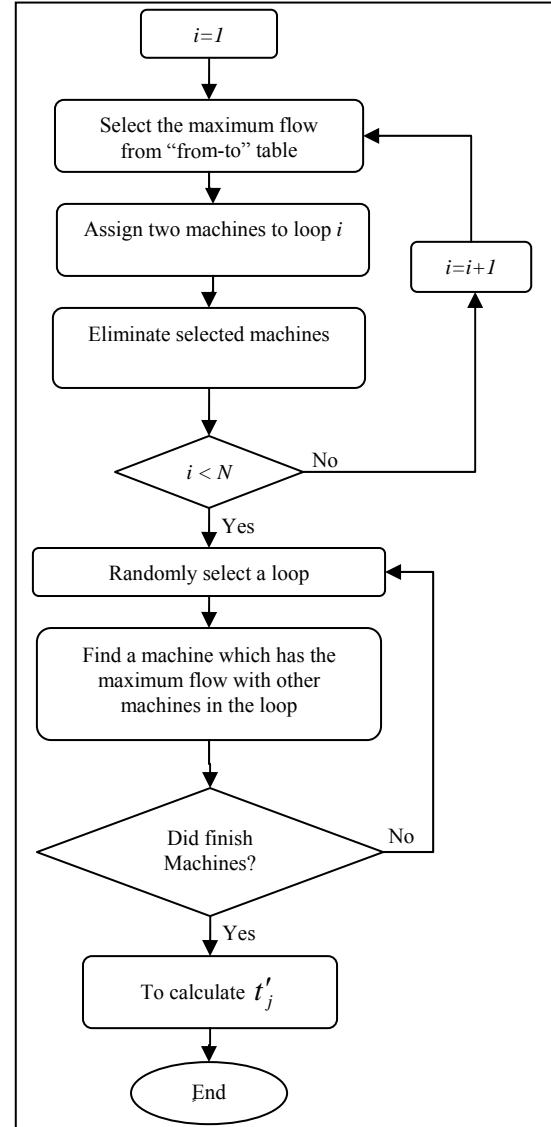 i=1
Select the maximum flow
from “from-to” table
Assign two machines to loop i
i=i+1
Eliminate selected machines
i < N
No
Yes
Randomly select a loop
Find a machine which has the
maximum flow with other
machines in the loop
Did finish
Machines?
No
Yes
To calculate t′j
End